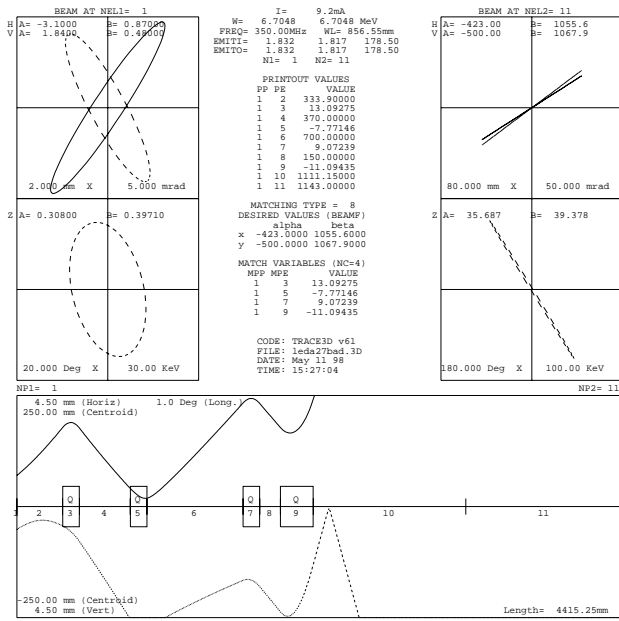 BEAM AT NEL1= 1
H A= -3.1000 B= 0.87000
V A= 1.8400 B= 0.48000
2.000 mm X 5.000 mrad
Z A= 0.30800 B= 0.39710
20.000 Deg X 30.00 KeV
NP1= 1
I= 9.2mA
W= 6.7048 6.7048 MeV
FREQ= 350.00MHz WL= 856.55mm
EMITI= 1.832 1.817 178.50
EMITO= 1.832 1.817 178.50
N1= 1 N2= 11
PRINTOUT VALUES
PP PE VALUE
1 2 333.90000
1 3 13.09275
1 4 370.00000
1 5 -7.77146
1 6 700.00000
1 7 9.07239
1 8 150.00000
1 9 -11.09435
1 10 1111.15000
1 11 1143.00000
MATCHING TYPE = 8
DESIRED VALUES (BEAMF)
alpha beta
x -423.0000 1055.6000
y -500.0000 1067.9000
MATCH VARIABLES (NC=4)
MPP MPE VALUE
1 3 13.09275
1 5 -7.77146
1 7 9.07239
1 9 -11.09435
CODE: TRACE3D v61
FILE: leda27bad.3D
DATE: May 11 98
TIME: 15:27:04
BEAM AT NEL2= 11
H A= -423.00 B= 1055.6
V A= -500.00 B= 1067.9
80.000 mm X 50.000 mrad
Z A= 35.687 B= 39.378
180.000 Deg X 100.00 KeV
NP2= 11
4.50 mm (Horiz) 1.0 Deg (Long.)
250.00 mm (Centroid)
Q Q Q Q
1 2 3 4 5 6 7 8 9 10 11
-250.00 mm (Centroid)
4.50 mm (Vert) Length= 4415.25mm